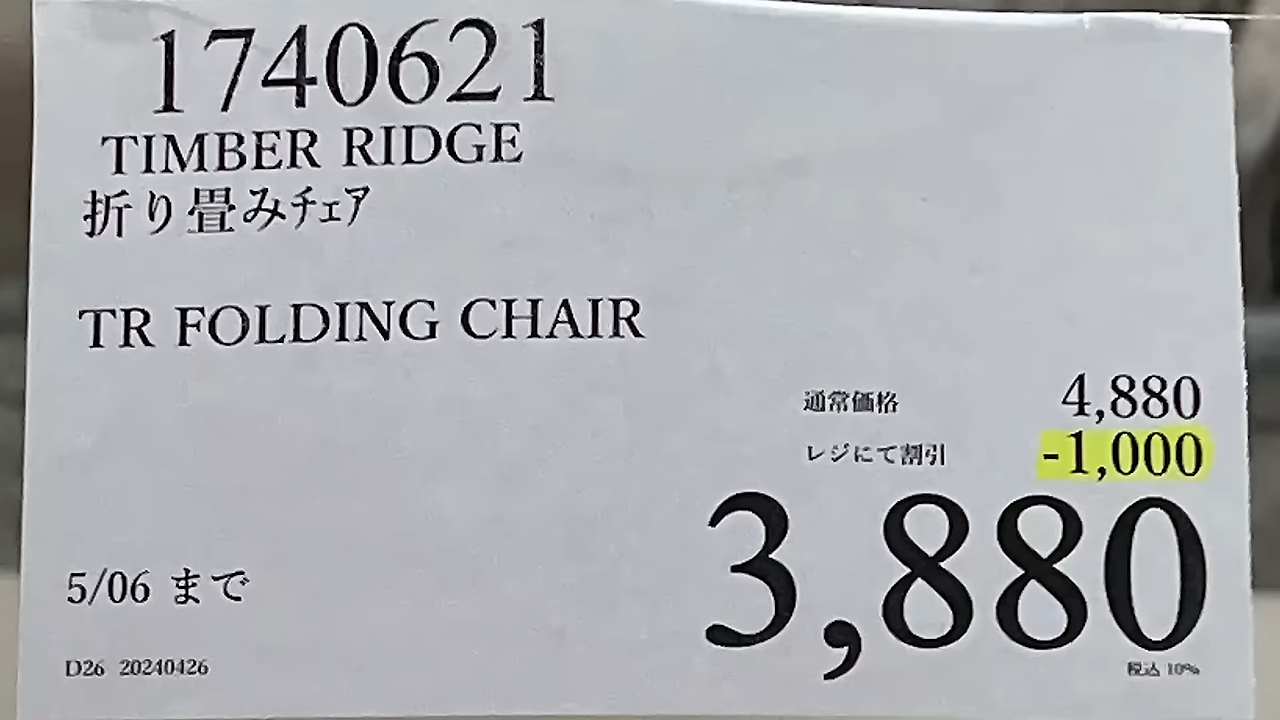 1740621
TIMBER RIDGE
折り畳みﾁｪｱ
TR FOLDING CHAIR
通常価格 4,880
レジにて割引 -1,000
3,880
5/06 まで
D26 20240426
税込 10%